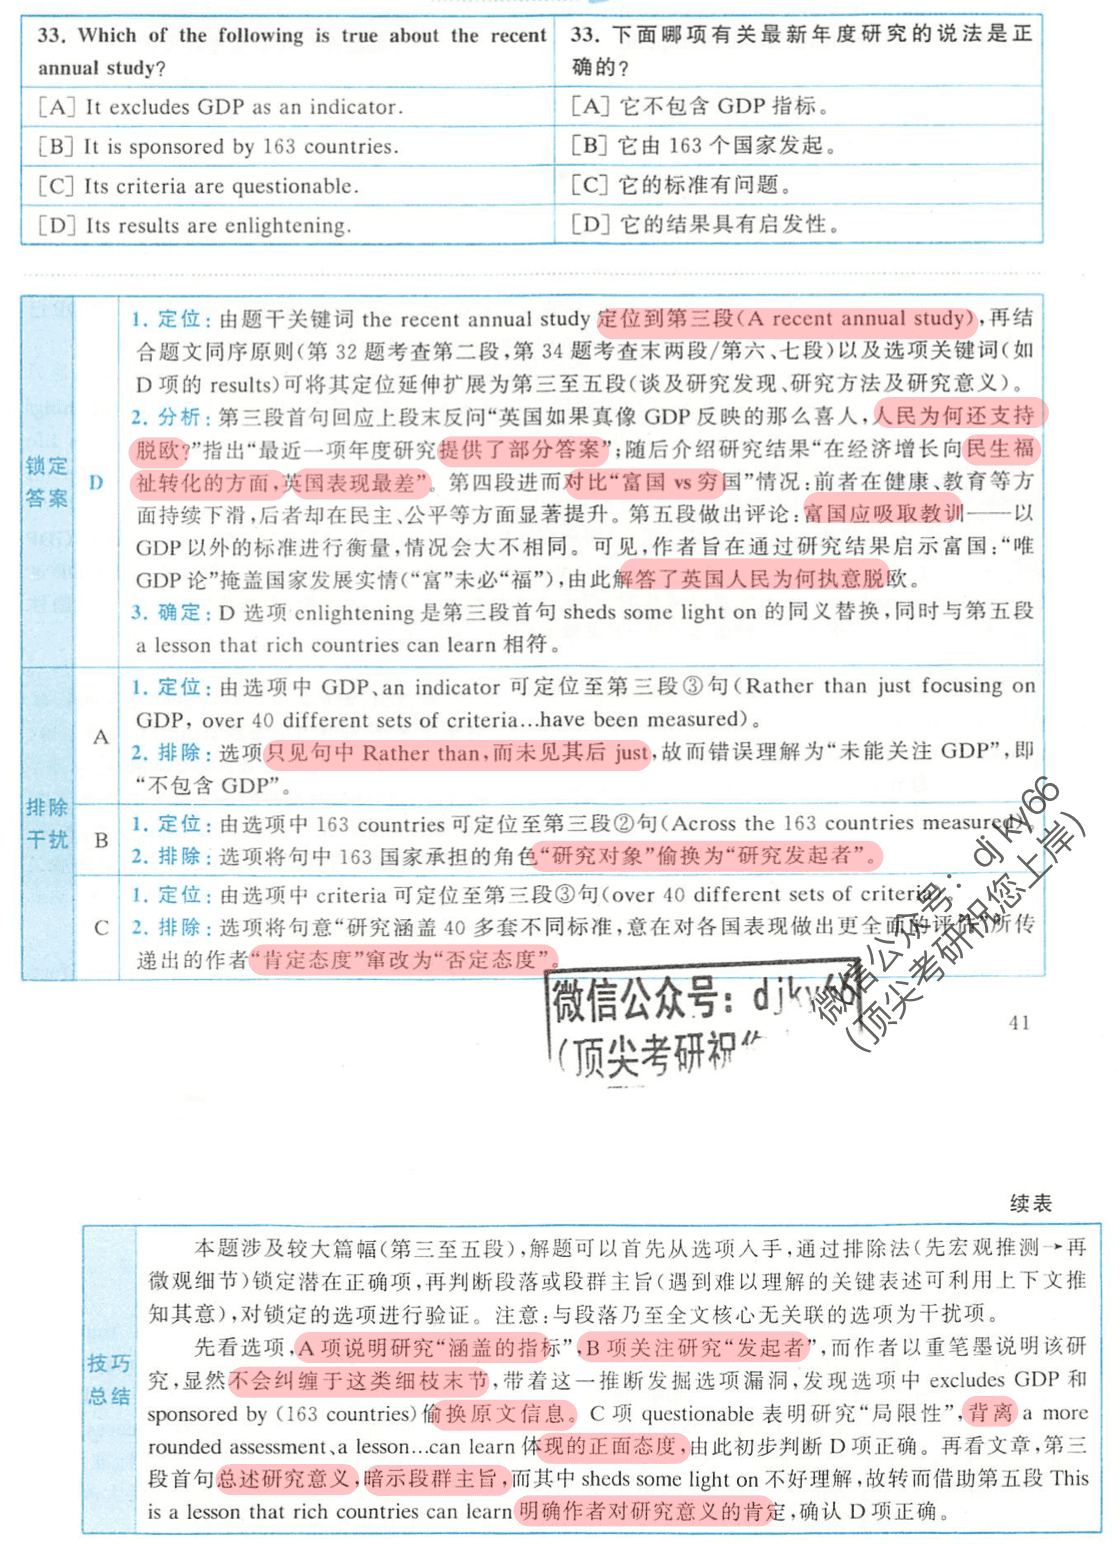 33. Which of the following is true about the recent
annual study?
33. 下面哪项有关最新年度研究的说法是正
确的?
[A] It excludes GDP as an indicator.
[A] 它不包含 GDP 指标。
[B] It is sponsored by 163 countries.
[B] 它由 163 个国家发起。
[C] Its criteria are questionable.
[C] 它的标准有问题。
[D] Its results are enlightening.
[D] 它的结果具有启发性。
锁定
答案
D
1. 定位:由题干关键词 the recent annual study 定位到第三段(A recent annual study),再结
合题文同序原则(第 32 题考查第二段,第 34 题考查末两段/第六、七段)以及选项关键词(如
D 项的 results)可将其定位延伸扩展为第三至五段(谈及研究发现、研究方法及研究意义)。
2. 分析:第三段首句回应上段末反问“英国如果真像 GDP 反映的那么喜人,人民为何还支持
脱欧?”指出“最近一项年度研究提供了部分答案”;随后介绍研究结果“在经济增长向民生福
祉转化的方面,英国表现最差”。第四段进而对比“富国 vs 穷国”情况:前者在健康、教育等方
面持续下滑,后者却在民主、公平等方面显著提升。第五段做出评论:富国应吸取教训——以
GDP 以外的标准进行衡量,情况会大不相同。可见,作者旨在通过研究结果启示富国:“唯
GDP 论”掩盖国家发展实情(“富”未必“福”),由此解答了英国人民为何执意脱欧。
3. 确定:D 选项 enlightening 是第三段首句 sheds some light on 的同义替换,同时与第五段
a lesson that rich countries can learn 相符。
排除
干扰
A
1. 定位:由选项中 GDP、an indicator 可定位至第三段③句(Rather than just focusing on
GDP, over 40 different sets of criteria...have been measured)。
2. 排除:选项只见句中 Rather than,而未见其后 just,故而错误理解为“未能关注 GDP”,即
“不包含 GDP”。
B
1. 定位:由选项中 163 countries 可定位至第三段②句(Across the 163 countries measured)。
2. 排除:选项将句中 163 国家承担的角色“研究对象”偷换为“研究发起者”。
C
1. 定位:由选项中 criteria 可定位至第三段③句(over 40 different sets of criteria)
2. 排除:选项将句意“研究涵盖 40 多套不同标准,意在对各国表现做出更全面的评估”所传
递出的作者“肯定态度”窜改为“否定态度”。
微信公众号:djky66
(顶尖考研祝您上岸)
微信公众号:djky66
(顶尖考研祝
41
续表
技巧
总结
本题涉及较大篇幅(第三至五段),解题可以首先从选项入手,通过排除法(先宏观推测→再
微观细节)锁定潜在正确项,再判断段落或段群主旨(遇到难以理解的关键表述可利用上下文推
知其意),对锁定的选项进行验证。注意:与段落乃至全文核心无关联的选项为干扰项。
先看选项,A 项说明研究“涵盖的指标”,B 项关注研究“发起者”,而作者以重笔墨说明该研
究,显然不会纠缠于这类细枝末节,带着这一推断发掘选项漏洞,发现选项中 excludes GDP 和
sponsored by (163 countries)偷换原文信息。C 项 questionable 表明研究“局限性”,背离 a more
rounded assessment、a lesson...can learn 体现的正面态度,由此初步判断 D 项正确。再看文章,第三
段首句总述研究意义,暗示段群主旨,而其中 sheds some light on 不好理解,故转而借助第五段 This
is a lesson that rich countries can learn 明确作者对研究意义的肯定,确认 D 项正确。